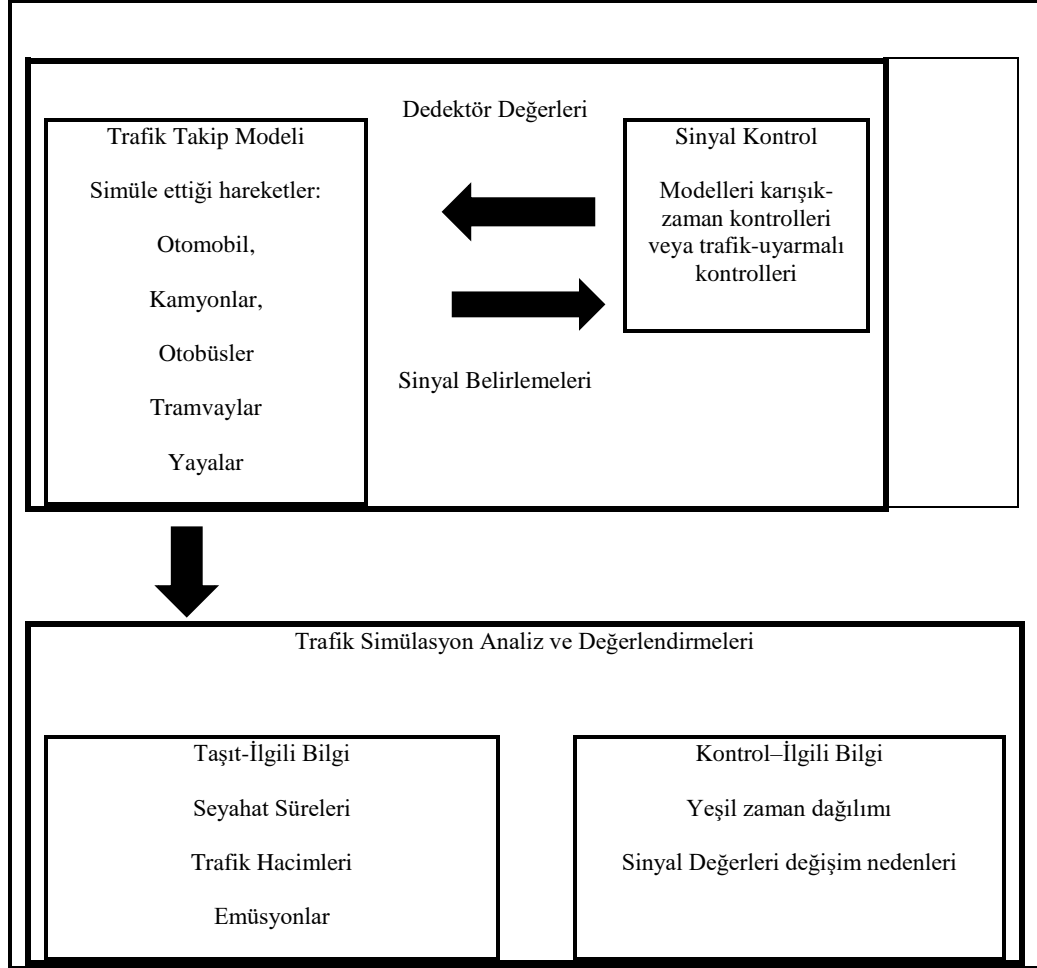 Dedektör Değerleri
Trafik Takip Modeli
Simüle ettiği hareketler:
Otomobil,
Kamyonlar,
Otobüsler
Tramvaylar
Yayalar
Sinyal Kontrol
Modelleri karışık-
zaman kontrolleri
veya trafik-uyarmalı
kontrolleri
Sinyal Belirlemeleri
Trafik Simülasyon Analiz ve Değerlendirmeleri
Taşıt-İlgili Bilgi
Seyahat Süreleri
Trafik Hacimleri
Emüsyonlar
Kontrol–İlgili Bilgi
Yeşil zaman dağılımı
Sinyal Değerleri değişim nedenleri